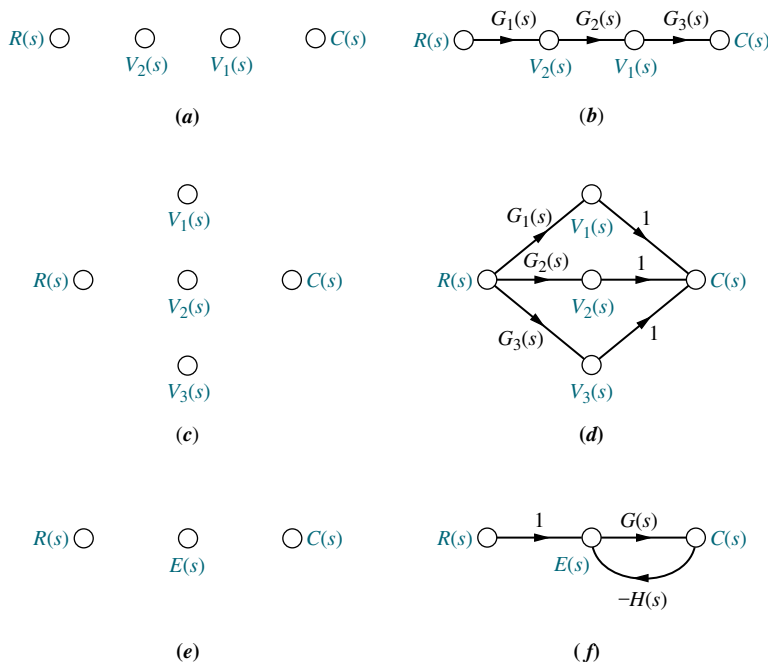 R(s) V₂(s) V₁(s) C(s)
(a)
R(s) G₁(s) V₂(s) G₂(s) V₁(s) G₃(s) C(s)
(b)
V₁(s)
R(s) V₂(s) C(s)
V₃(s)
(c)
G₁(s) V₁(s) 1
R(s) G₂(s) V₂(s) 1 C(s)
G₃(s) V₃(s) 1
(d)
R(s) E(s) C(s)
(e)
R(s) 1 E(s) G(s) C(s)
−H(s)
(f)